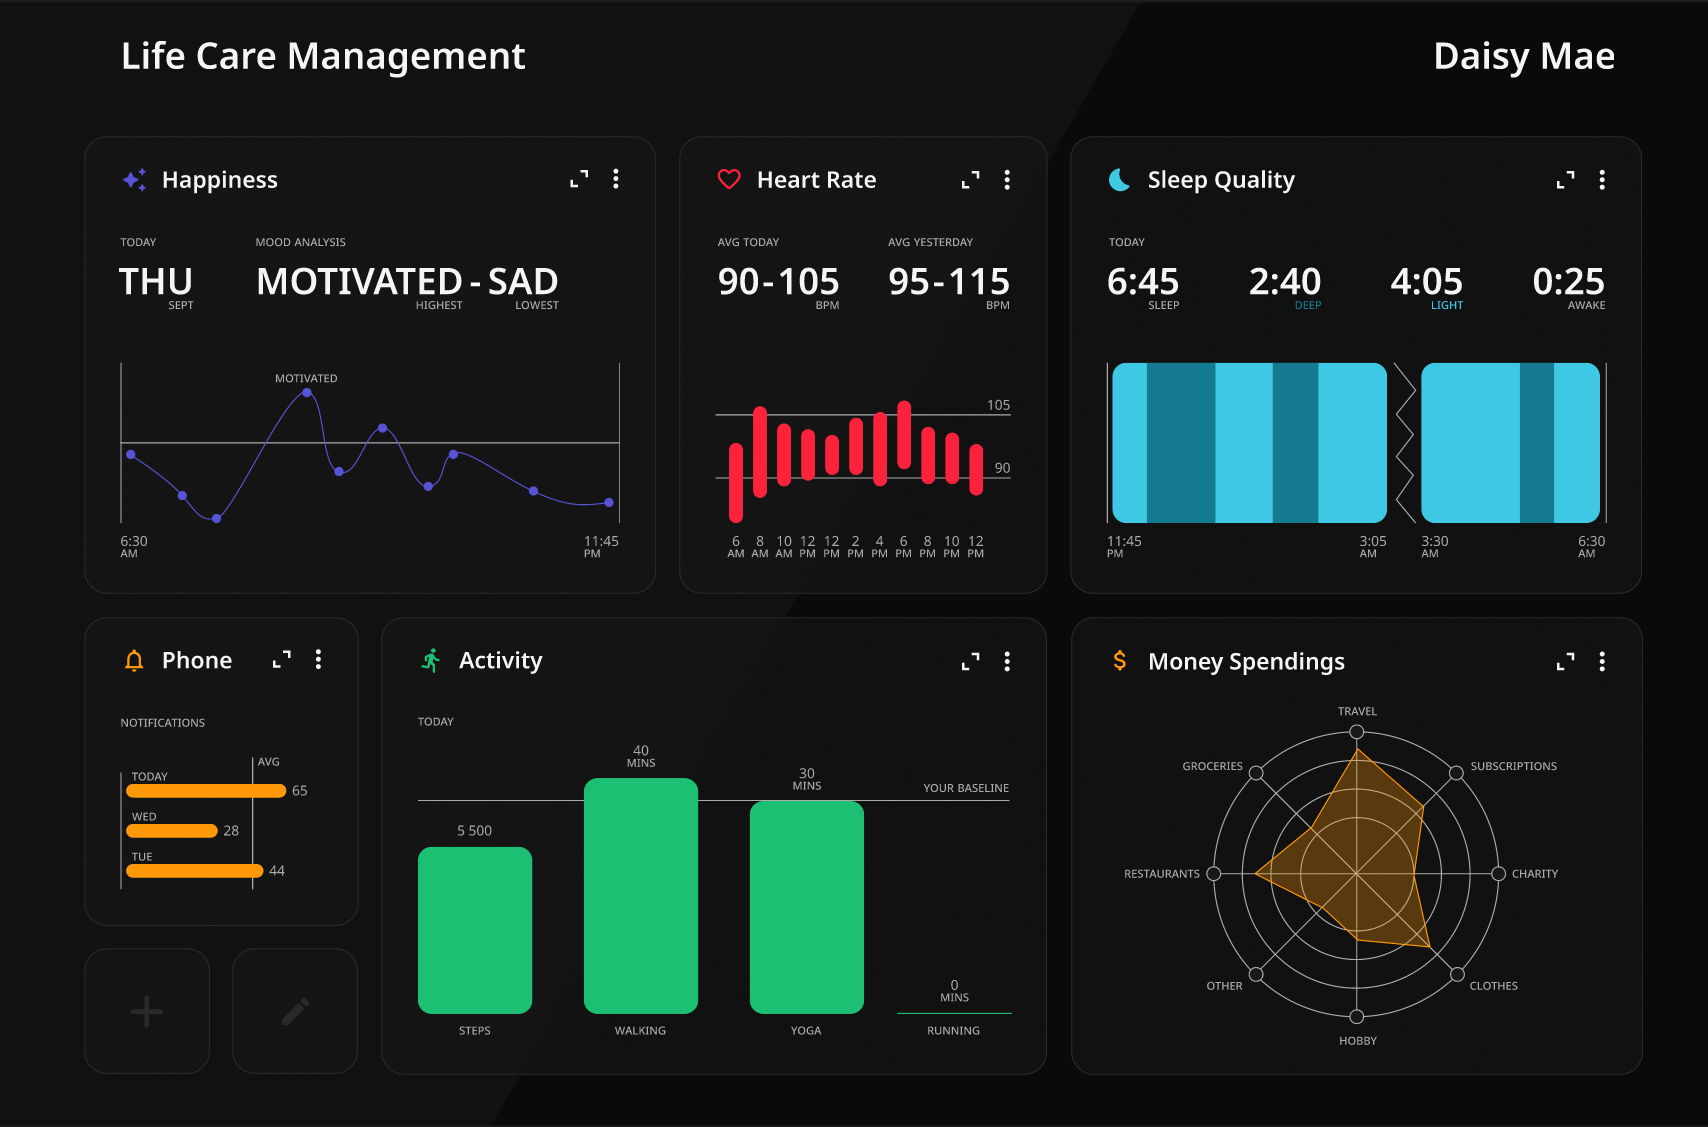 Life Care Management
Daisy Mae
Happiness
TODAY
MOOD ANALYSIS
THU
MOTIVATED - SAD
SEPT
HIGHEST
LOWEST
MOTIVATED
6:30
AM
11:45
PM
Heart Rate
AVG TODAY
AVG YESTERDAY
90-105
95-115
BPM
BPM
105
90
6 8 10 12 12 2 4 6 8 10 12
AM AM AM PM PM PM PM PM PM PM PM
Sleep Quality
TODAY
6:45 2:40 4:05 0:25
SLEEP DEEP LIGHT AWAKE
11:45
PM
3:05
AM
3:30
AM
6:30
AM
Phone
NOTIFICATIONS
AVG
TODAY
65
WED
28
TUE
44
Activity
TODAY
40
MINS
30
MINS
YOUR BASELINE
5 500
0
MINS
STEPS WALKING YOGA RUNNING
Money Spendings
TRAVEL
GROCERIES
SUBSCRIPTIONS
RESTAURANTS
CHARITY
OTHER
CLOTHES
HOBBY